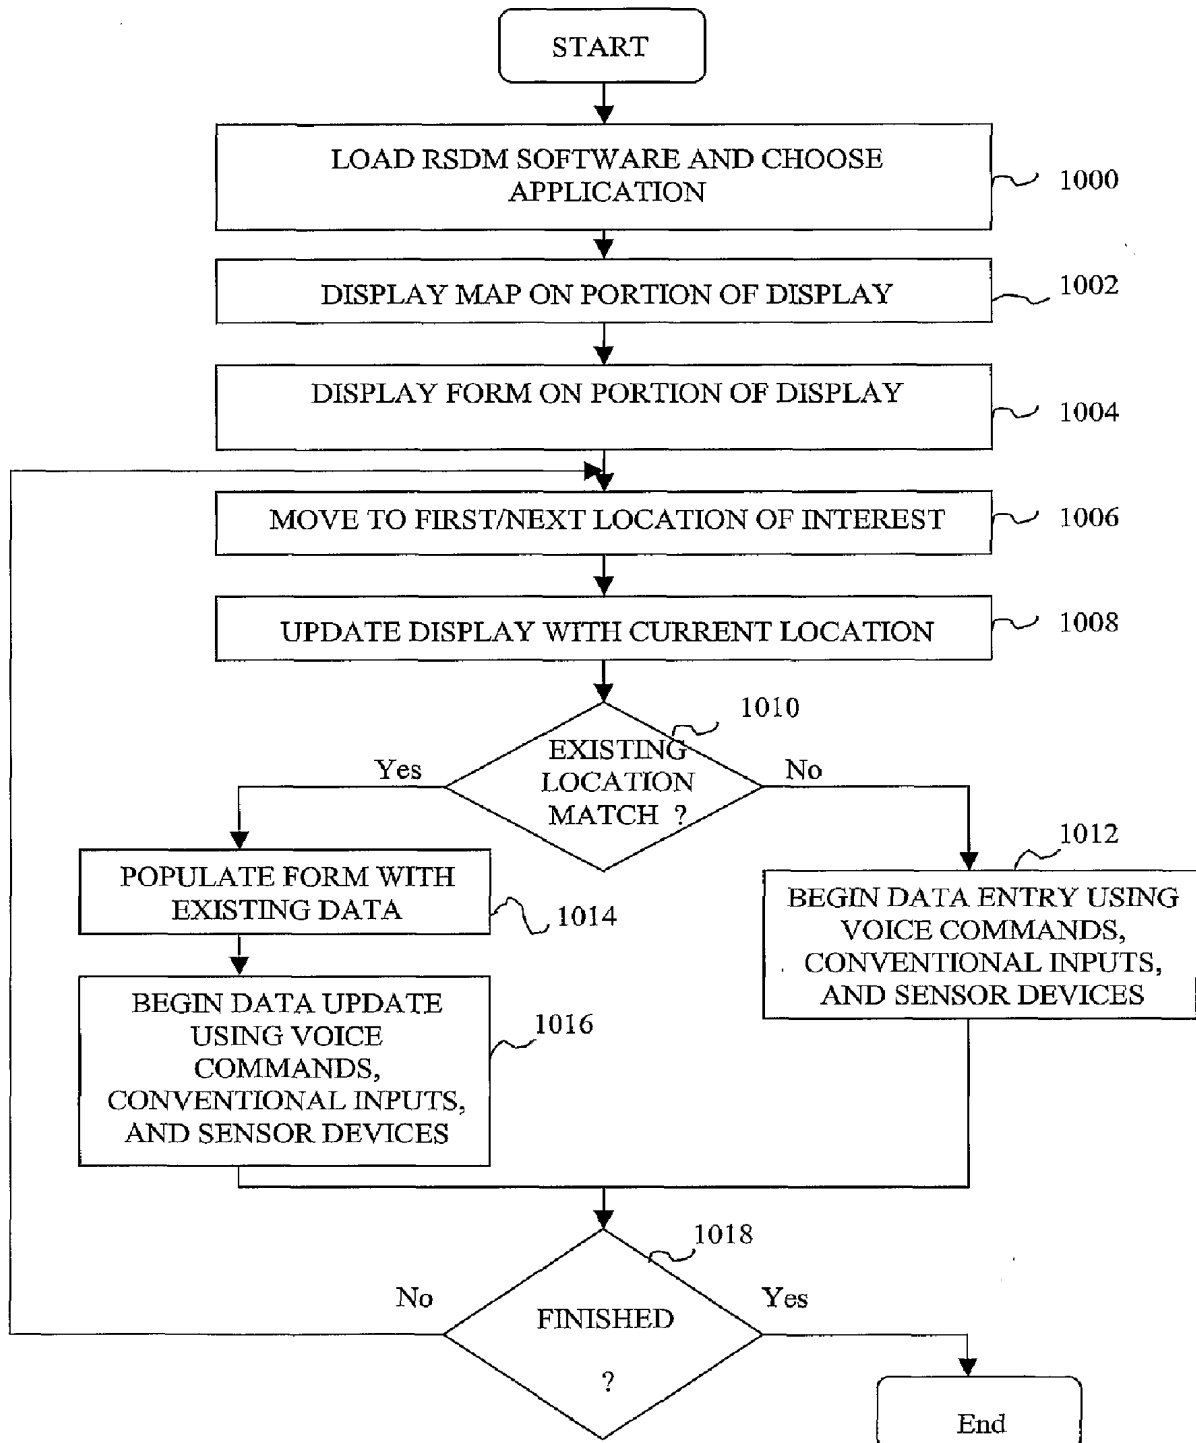 START
LOAD RSDM SOFTWARE AND CHOOSE
APPLICATION
1000
DISPLAY MAP ON PORTION OF DISPLAY
1002
DISPLAY FORM ON PORTION OF DISPLAY
1004
MOVE TO FIRST/NEXT LOCATION OF INTEREST
1006
UPDATE DISPLAY WITH CURRENT LOCATION
1008
1010
EXISTING
LOCATION
MATCH ?
Yes
No
POPULATE FORM WITH
EXISTING DATA
1014
1012
BEGIN DATA ENTRY USING
VOICE COMMANDS,
CONVENTIONAL INPUTS,
AND SENSOR DEVICES
BEGIN DATA UPDATE
USING VOICE
COMMANDS,
CONVENTIONAL INPUTS,
AND SENSOR DEVICES
1016
1018
No
Yes
FINISHED
?
End